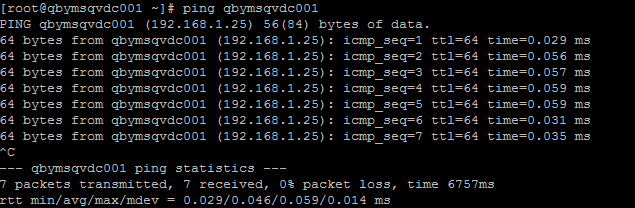 [root@qbymsqvdc001 ~]# ping qbymsqvdc001
PING qbymsqvdc001 (192.168.1.25) 56(84) bytes of data.
64 bytes from qbymsqvdc001 (192.168.1.25): icmp_seq=1 ttl=64 time=0.029 ms
64 bytes from qbymsqvdc001 (192.168.1.25): icmp_seq=2 ttl=64 time=0.056 ms
64 bytes from qbymsqvdc001 (192.168.1.25): icmp_seq=3 ttl=64 time=0.057 ms
64 bytes from qbymsqvdc001 (192.168.1.25): icmp_seq=4 ttl=64 time=0.059 ms
64 bytes from qbymsqvdc001 (192.168.1.25): icmp_seq=5 ttl=64 time=0.059 ms
64 bytes from qbymsqvdc001 (192.168.1.25): icmp_seq=6 ttl=64 time=0.031 ms
64 bytes from qbymsqvdc001 (192.168.1.25): icmp_seq=7 ttl=64 time=0.035 ms
^C
--- qbymsqvdc001 ping statistics ---
7 packets transmitted, 7 received, 0% packet loss, time 6757ms
rtt min/avg/max/mdev = 0.029/0.046/0.059/0.014 ms